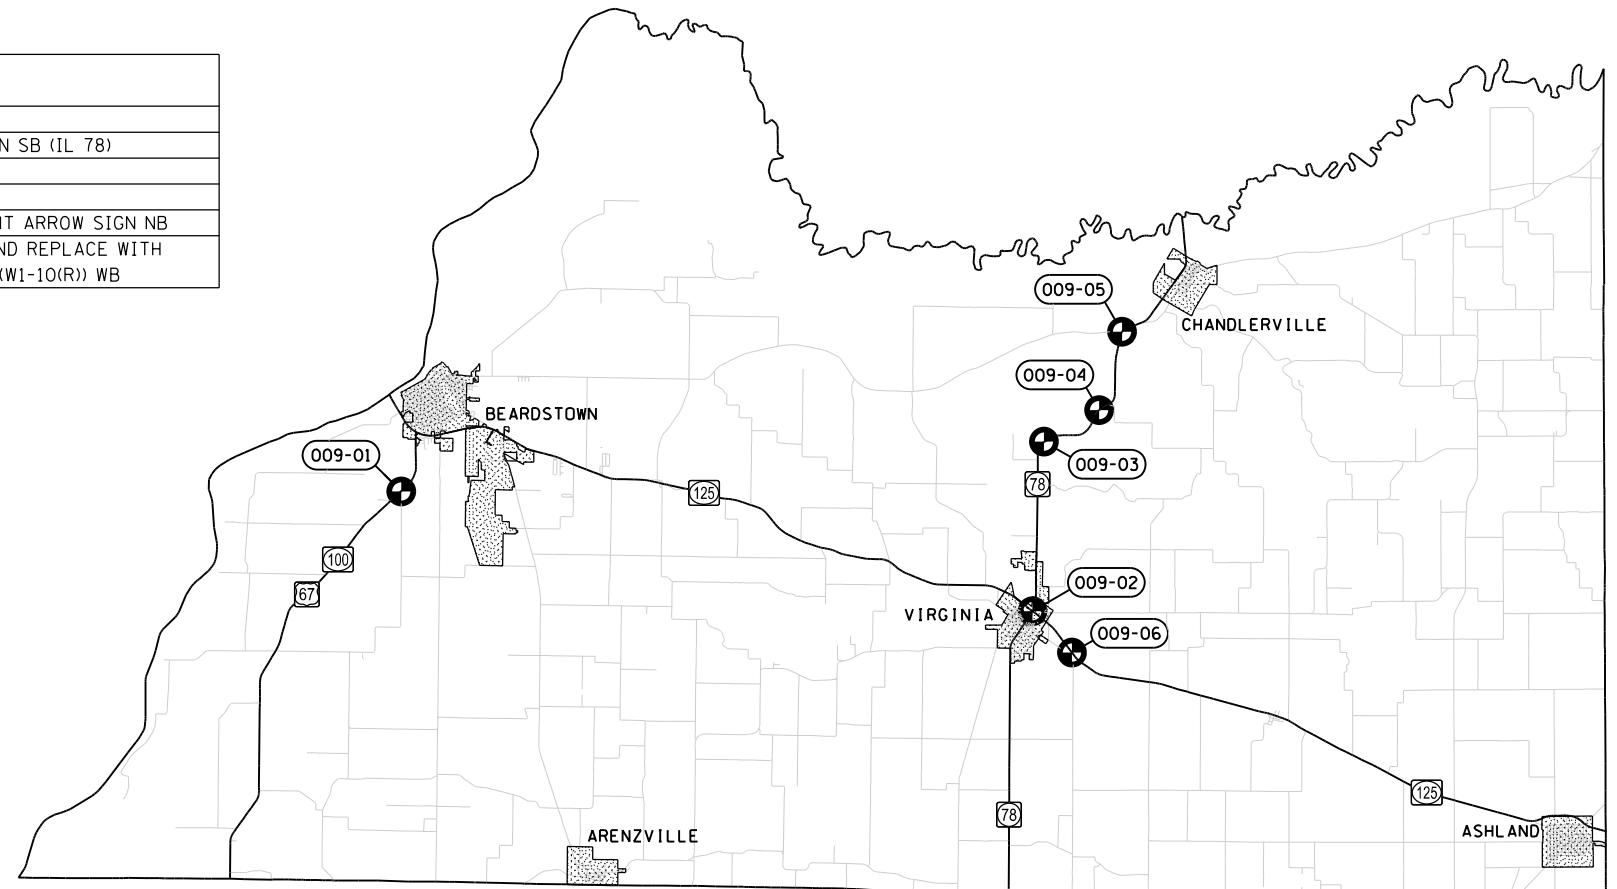 N SB (IL 78)
NT ARROW SIGN NB
ND REPLACE WITH
(W1-10(R)) WB
009-05
CHANDLERVILLE
009-04
BEARDSTOWN
009-01
009-03
78
125
100
67
009-02
VIRGINIA
009-06
125
78
ARENZVILLE
ASHLAND